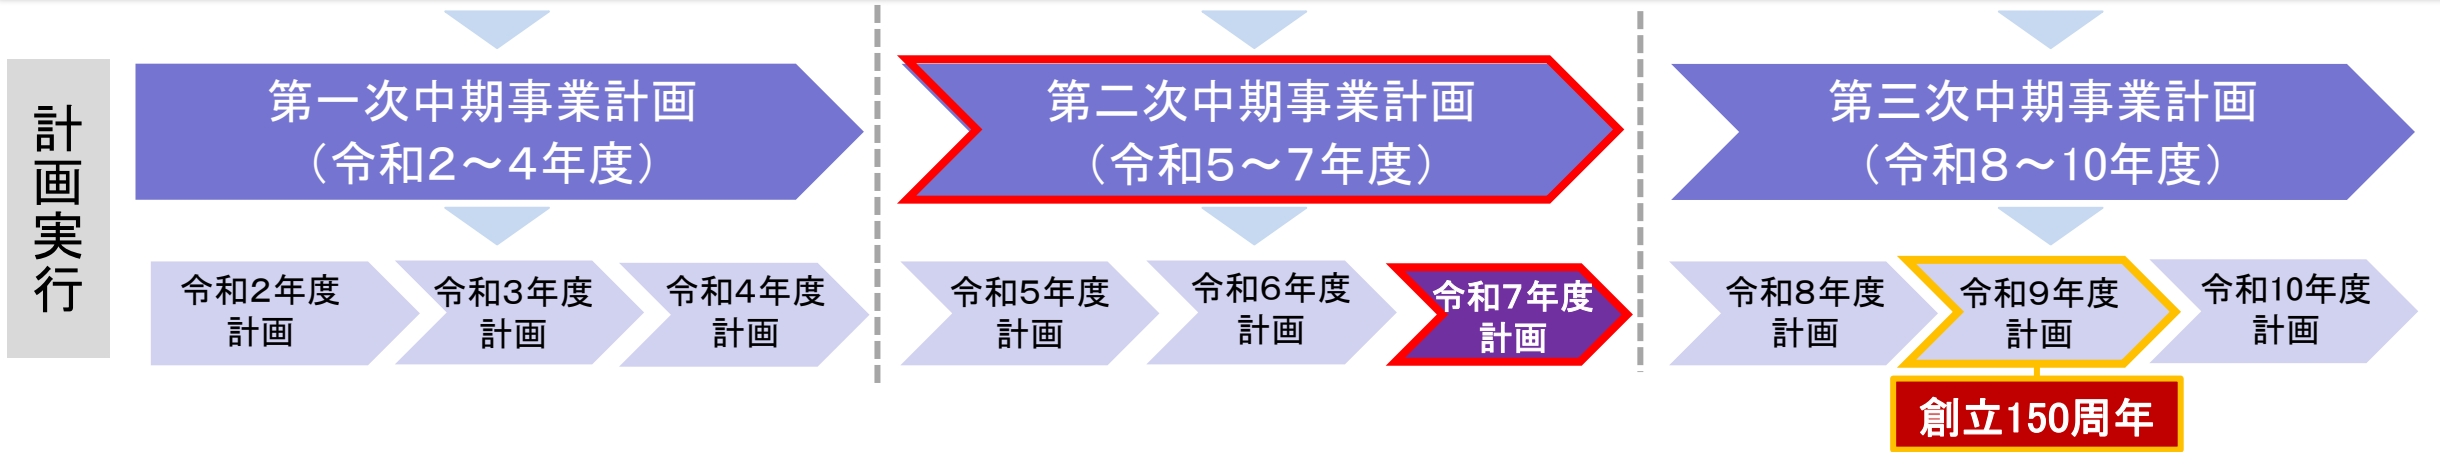 計画実行
第一次中期事業計画
（令和２～４年度）
第二次中期事業計画
（令和５～７年度）
第三次中期事業計画
（令和８～10年度）
令和２年度
計画
令和３年度
計画
令和４年度
計画
令和５年度
計画
令和６年度
計画
令和７年度
計画
令和８年度
計画
令和９年度
計画
令和10年度
計画
創立150周年